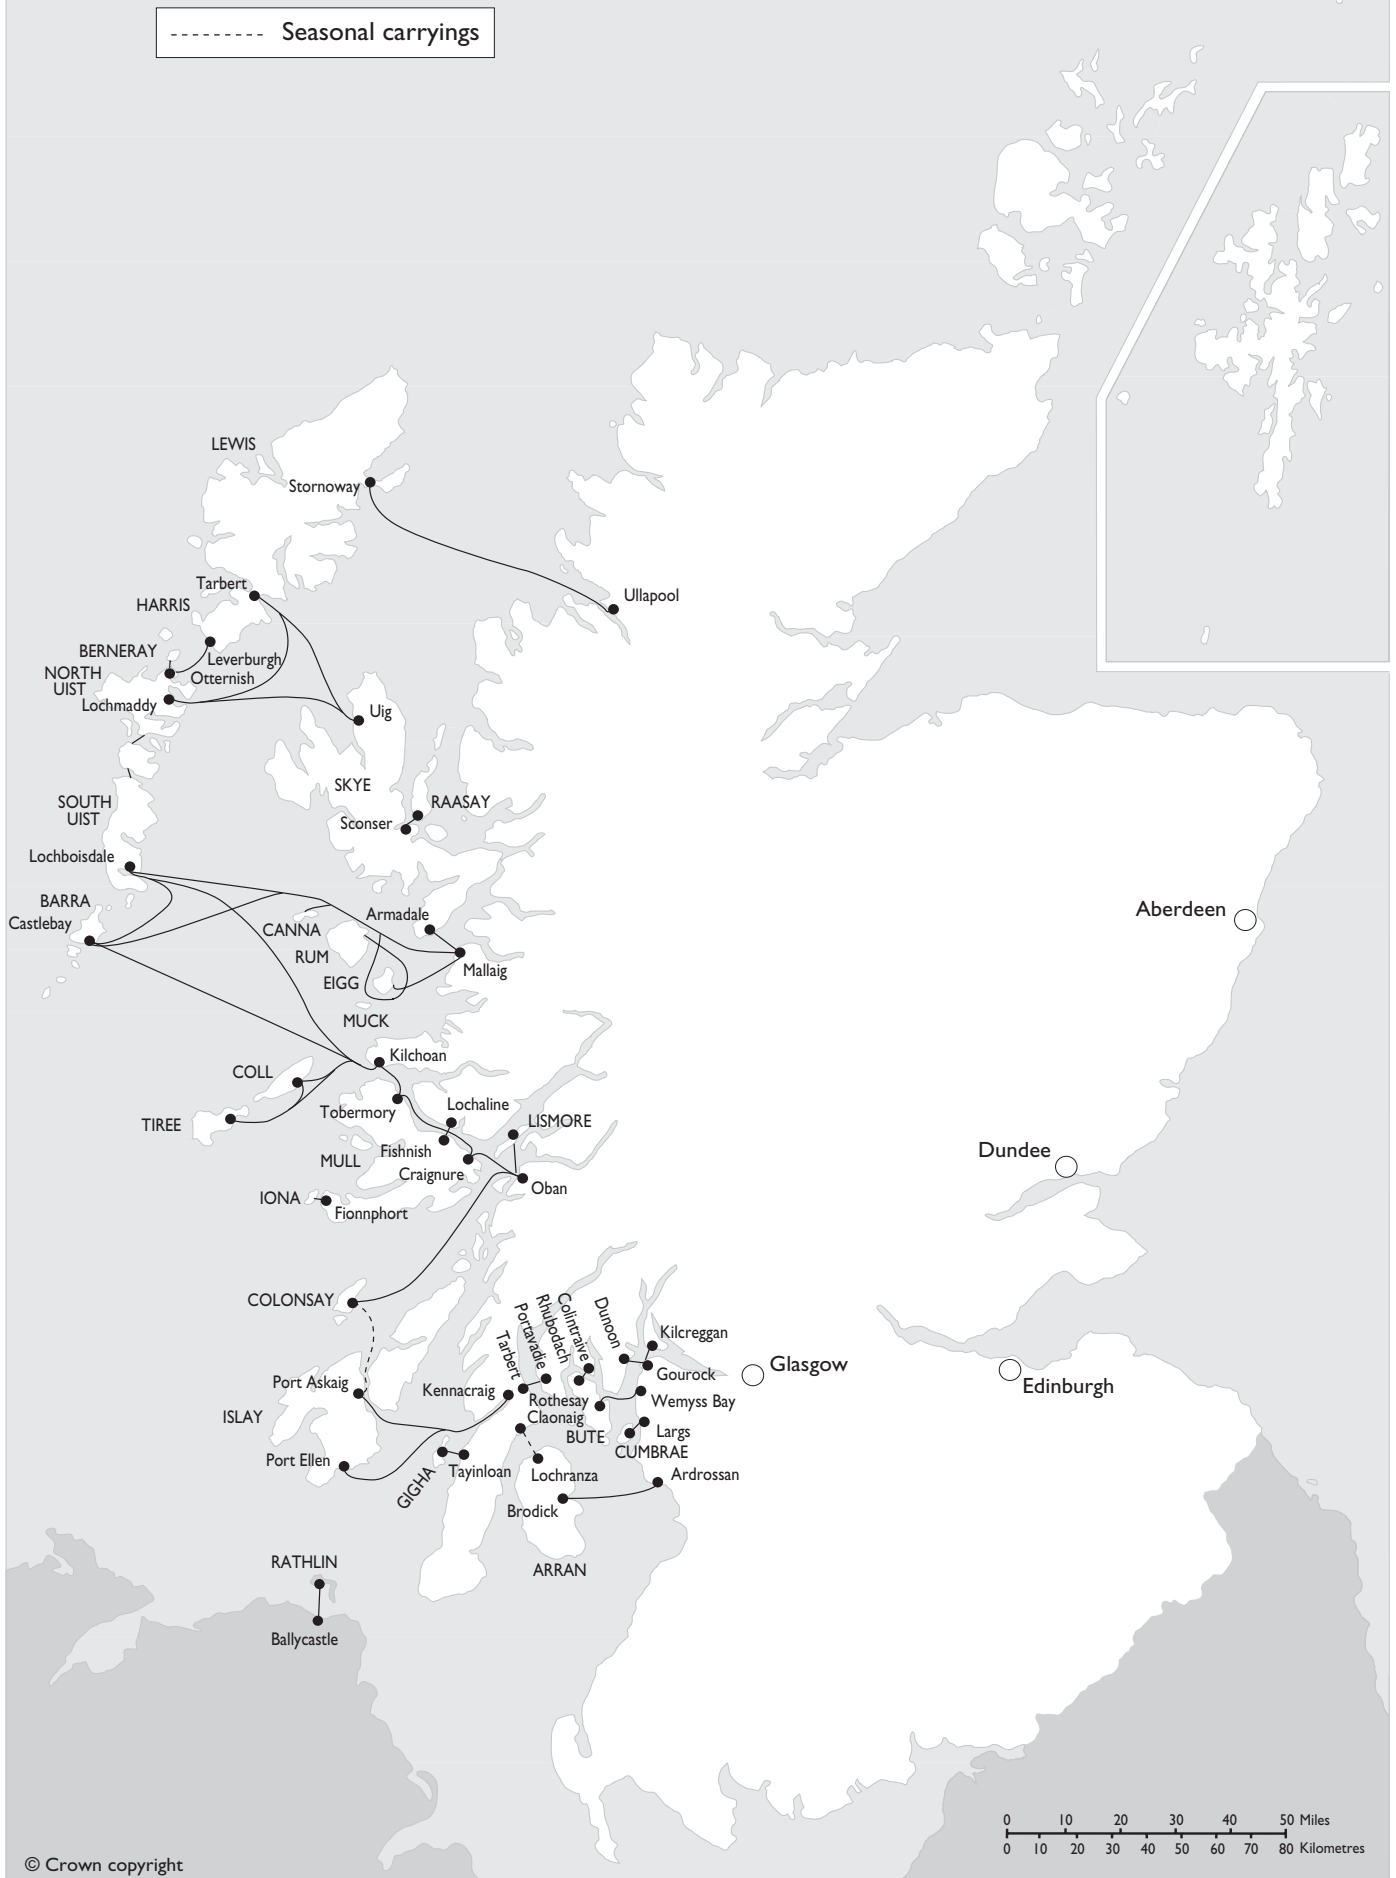 Seasonal carryings
LEWIS
Stornoway
Tarbert
Ullapool
HARRIS
BERNERAY
Leverburgh
NORTH
UIST
Otternish
Lochmaddy
Uig
SKYE
SOUTH
UIST
RAASAY
Sconser
Lochboisdale
BARRA
Castlebay
Armadale
CANNA
RUM
Mallaig
EIGG
MUCK
Aberdeen
Kilchoan
COLL
TIREE
Tobermory
Lochaline
LISMORE
Fishnish
MULL
Craignure
Oban
IONA
Fionnphort
Dundee
COLONSAY
Tarbert
Portavadie
Rhubodach
Colintraive
Dunoon
Kilcreggan
Gourock
Glasgow
Edinburgh
Port Askaig
Kennacraig
Rothesay
Wemyss Bay
ISLAY
Claonaig
BUTE
Largs
CUMBRAE
Port Ellen
GIGHA
Tayinloan
Lochranza
Ardrossan
Brodick
ARRAN
RATHLIN
Ballycastle
0 10 20 30 40 50 Miles
0 10 20 30 40 50 60 70 80 Kilometres
© Crown copyright